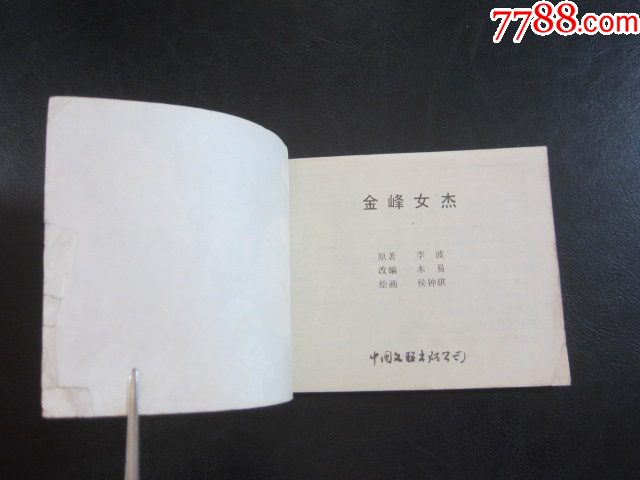 7788.com
金峰女杰
原著 李波
改编 木易
绘画 侯钟琪
中国文联出版公司